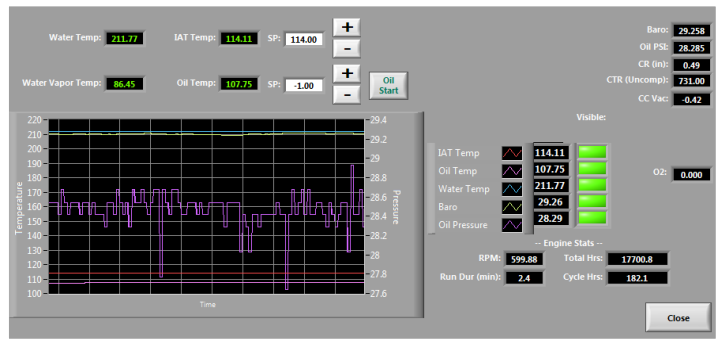 Water Temp: 211.77 IAT Temp: 114.11 SP: 114.00 + -
Water Vapor Temp: 86.45 Oil Temp: 107.75 SP: -1.00 + - Oil Start
Baro: 29.258
Oil PSI: 28.285
CR (in): 0.49
CTR (Uncomp): 731.00
CC Vac: -0.42
Visible:
220 29.4
210 29.2
200 29
190 28.8
180 28.6
170 28.4
160 28.2
150 28
140 27.8
130 27.6
120
110
100
Temperature
Pressure
Time
IAT Temp 114.11
Oil Temp 107.75
Water Temp 211.77
Baro 29.26
Oil Pressure 28.29
O2: 0.000
-- Engine Stats --
RPM: 599.88 Total Hrs: 17700.8
Run Dur (min): 2.4 Cycle Hrs: 182.1
Close